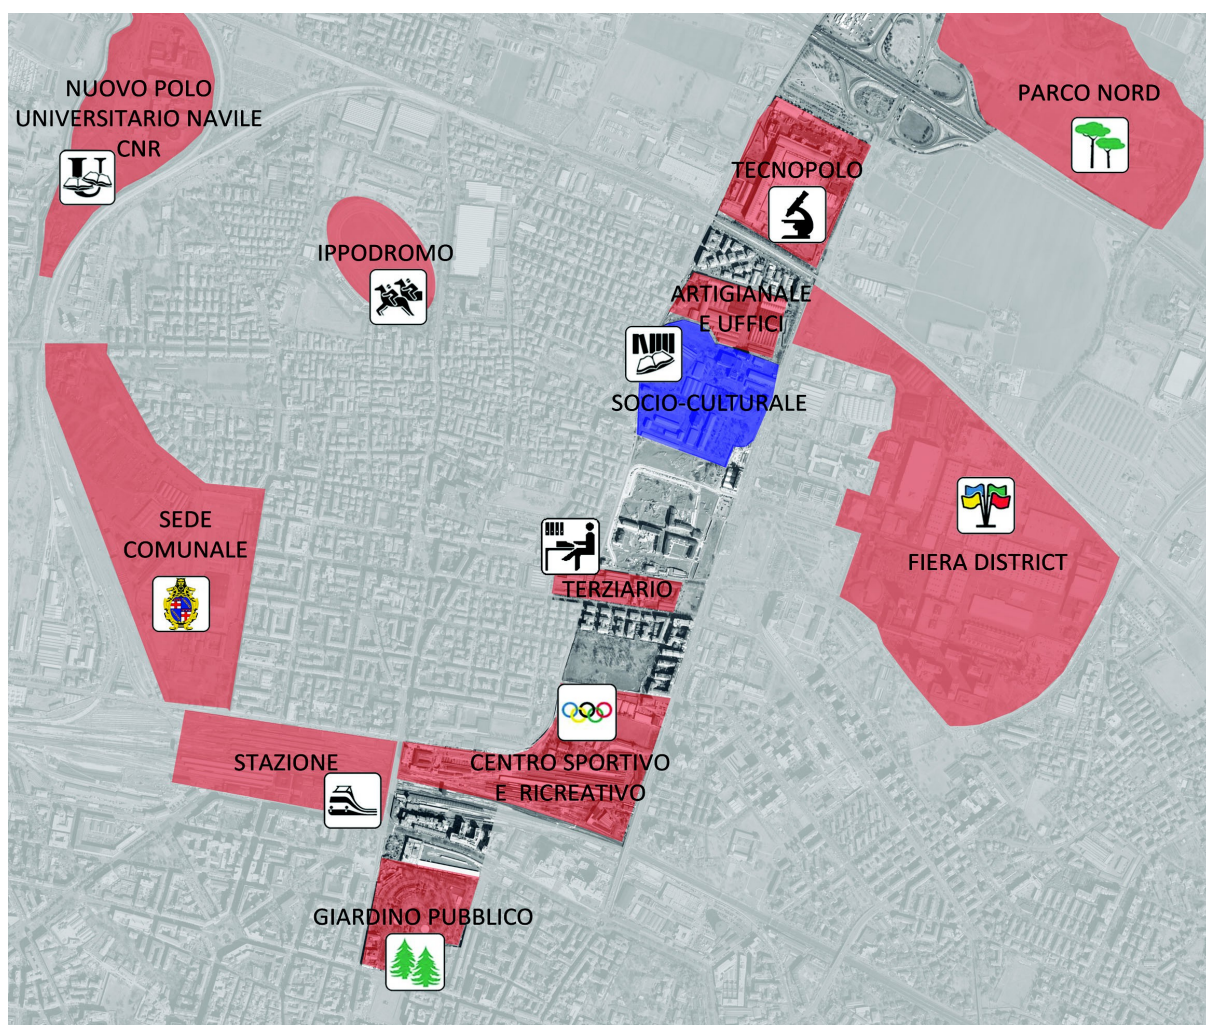 NUOVO POLO
UNIVERSITARIO NAVILE
CNR
PARCO NORD
TECNOPOLO
IPPODROMO
ARTIGIANALE
E UFFICI
SOCIO-CULTURALE
SEDE
COMUNALE
FIERA DISTRICT
TERZIARIO
STAZIONE
CENTRO SPORTIVO
E RICREATIVO
GIARDINO PUBBLICO